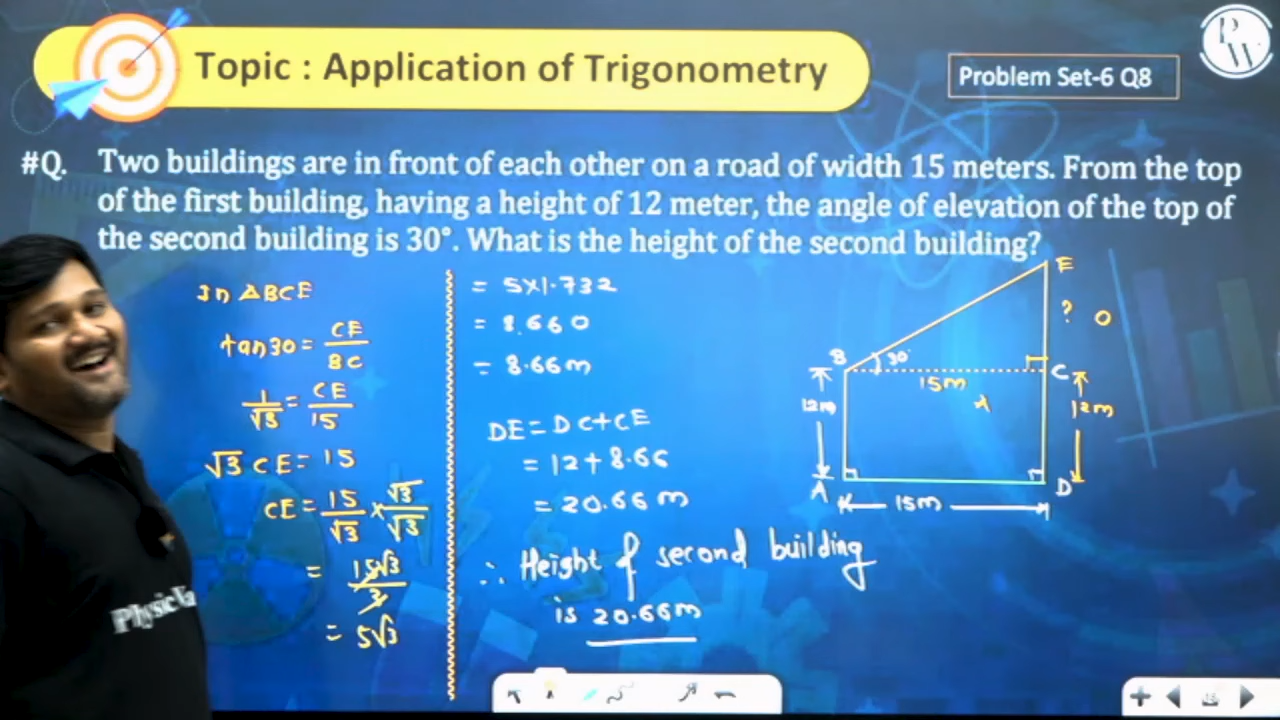 Topic : Application of Trigonometry
Problem Set-6 Q8
PW
#Q. Two buildings are in front of each other on a road of width 15 meters. From the top
of the first building, having a height of 12 meter, the angle of elevation of the top of
the second building is 30°. What is the height of the second building?
In ΔBCE
tan30 = CE/BC
1/√3 = CE/15
√3 CE = 15
CE = 15/√3 × √3/√3
= 15√3/3
= 5√3
= 5×1.732
= 8.660
= 8.66m
DE = DC+CE
= 12+8.66
= 20.66 m
∴ Height of second building
is 20.66m
E
? O
B 30°
C
15m
A
12m
12m
A
D
15m